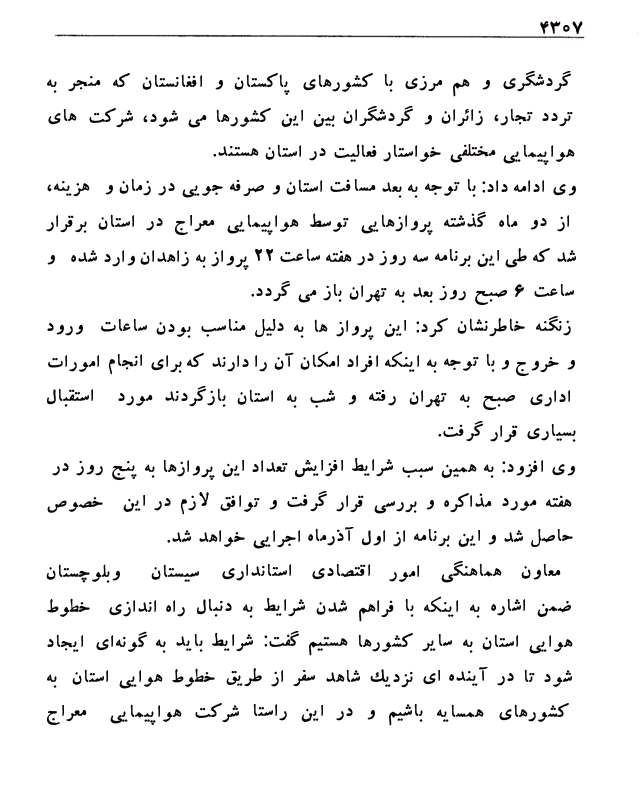 ۴۳۰۷
گردشگری و هم مرزی با کشورهای پاکستان و افغانستان که منجر به
تردد تجار، زائران و گردشگران بین این کشورها می شود، شرکت های
هواپیمایی مختلفی خواستار فعالیت در استان هستند.
وی ادامه داد: با توجه به بعد مسافت استان و صرفه جویی در زمان و هزینه،
از دو ماه گذشته پروازهایی توسط هواپیمایی معراج در استان برقرار
شد که طی این برنامه سه روز در هفته ساعت ۲۲ پرواز به زاهدان وارد شده و
ساعت ۶ صبح روز بعد به تهران باز می گردد.
زنگنه خاطرنشان کرد: این پرواز ها به دلیل مناسب بودن ساعات ورود
و خروج و با توجه به اینکه افراد امکان آن را دارند که برای انجام امورات
اداری صبح به تهران رفته و شب به استان بازگردند مورد استقبال
بسیاری قرار گرفت.
وی افزود: به همین سبب شرایط افزایش تعداد این پروازها به پنج روز در
هفته مورد مذاکره و بررسی قرار گرفت و توافق لازم در این خصوص
حاصل شد و این برنامه از اول آذرماه اجرایی خواهد شد.
معاون هماهنگی امور اقتصادی استانداری سیستان وبلوچستان
ضمن اشاره به اینکه با فراهم شدن شرایط به دنبال راه اندازی خطوط
هوایی استان به سایر کشورها هستیم گفت: شرایط باید به گونه‌ای ایجاد
شود تا در آینده ای نزدیك شاهد سفر از طریق خطوط هوایی استان به
کشورهای همسایه باشیم و در این راستا شرکت هواپیمایی معراج